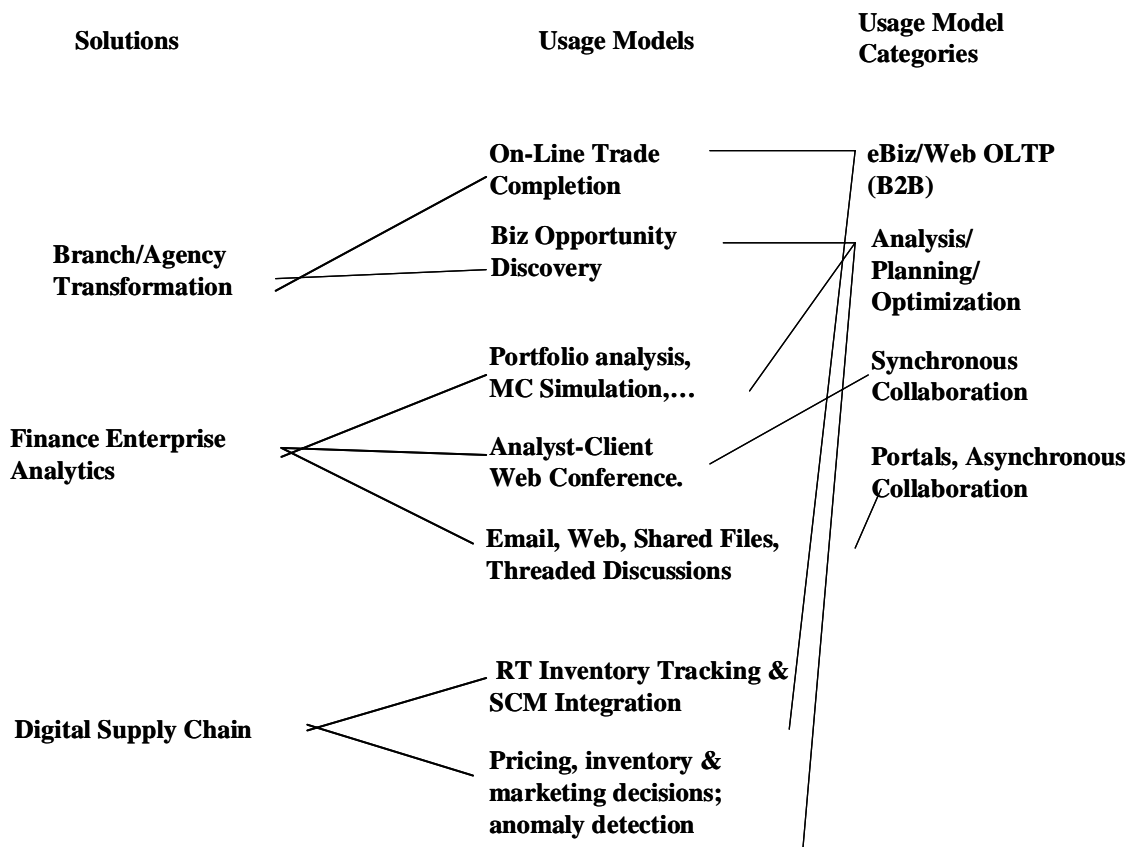 Solutions
Usage Models
Usage Model
Categories
On-Line Trade
Completion
eBiz/Web OLTP
(B2B)
Branch/Agency
Transformation
Biz Opportunity
Discovery
Analysis/
Planning/
Optimization
Portfolio analysis,
MC Simulation,…
Synchronous
Collaboration
Finance Enterprise
Analytics
Analyst-Client
Web Conference.
Portals, Asynchronous
Collaboration
Email, Web, Shared Files,
Threaded Discussions
RT Inventory Tracking &
SCM Integration
Digital Supply Chain
Pricing, inventory &
marketing decisions;
anomaly detection